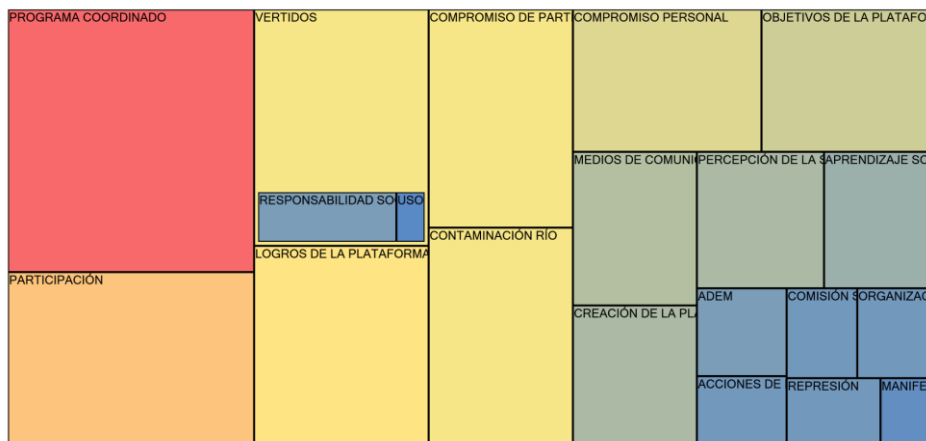 PROGRAMA COORDINADO
VERTIDOS
COMPROMISO DE PART
COMPROMISO PERSONAL
OBJETIVOS DE LA PLATAFO
MEDIOS DE COMUNI
PERCEPCIÓN DE LA S
APRENDIZAJE SO
RESPONSABILIDAD SO
USO
CONTAMINACIÓN RÍO
LOGROS DE LA PLATAFORMA
PARTICIPACIÓN
ADEM
COMISIÓN S
ORGANIZAC
CREACIÓN DE LA PL
ACCIONES DE
REPRESIÓN
MANIFE